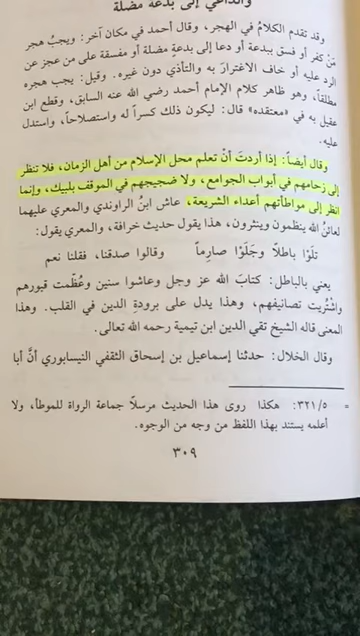 والداعي إلى بدعة مضلة
وقد تقدم الكلامُ في الهجر، وقال أحمد في مكان آخر: ويجبُ هجر
مَنْ كفر أو فسق ببدعة أو دعا إلى بدعةٍ مضلة أو مفسقة على من عجز عن
الرد عليه أو خاف الاغترارَ به والتأذي دون غيره. وقيل: يجب هجره
مطلقاً، وهو ظاهر كلام الإمام أحمد رضي الله عنه السابق، وقطع ابن
عقيل به في «معتقده» قال: ليكون ذلك كسراً له واستصلاحاً، واستدل
عليه.
وقال أيضاً: إذا أردتَ أنْ تعلم محل الإسلام من أهل الزمان، فلا تنظر
إلى زحامهم في أبواب الجوامع، ولا ضجيجهم في الموقف بلبيك، وإنما
انظر إلى مواطأتهم أعداء الشريعة، عاش ابنُ الراوندي والمعري عليهما
لعائنُ الله ينظمون وينثرون، هذا يقول حديث خرافة، والمعري يقول:
تلَوْا باطلاً وجَلَوْا صارِماً وقالوا صدقنا، فقلنا نعم
يعني بالباطل: كتابَ الله عز وجل وعاشوا سنين وعُظّمت قبورهم
واشتُريت تصانيفهم، وهذا يدل على برودةِ الدين في القلب. وهذا
المعنى قاله الشيخ تقي الدين ابن تيمية رحمه الله تعالى.
وقال الخلال: حدثنا إسماعيل بن إسحاق الثقفي النيسابوري أنَّ أبا
= ٣٢١/٥: هكذا روى هذا الحديث مرسلاً جماعة الرواة للموطأ، ولا
أعلمه يستند بهذا اللفظ من وجه من الوجوه.
٣٠٩